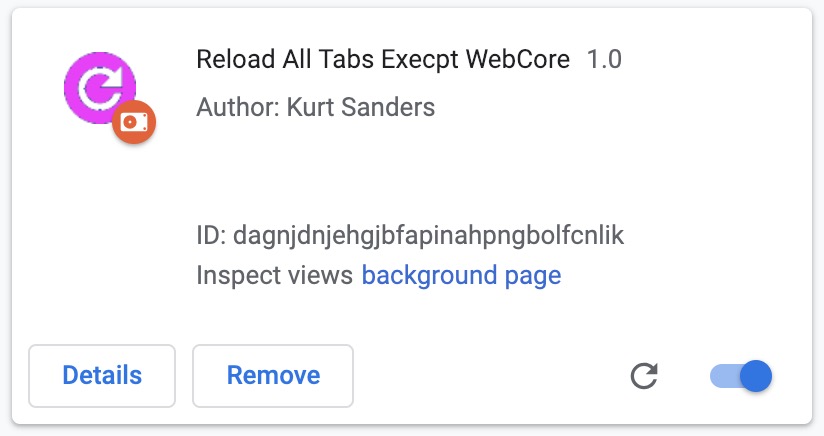 Reload All Tabs Execpt WebCore 1.0
Author: Kurt Sanders
ID: dagnjdnjehgjbfapinahpngbolfcnlik
Inspect views background page
Details Remove